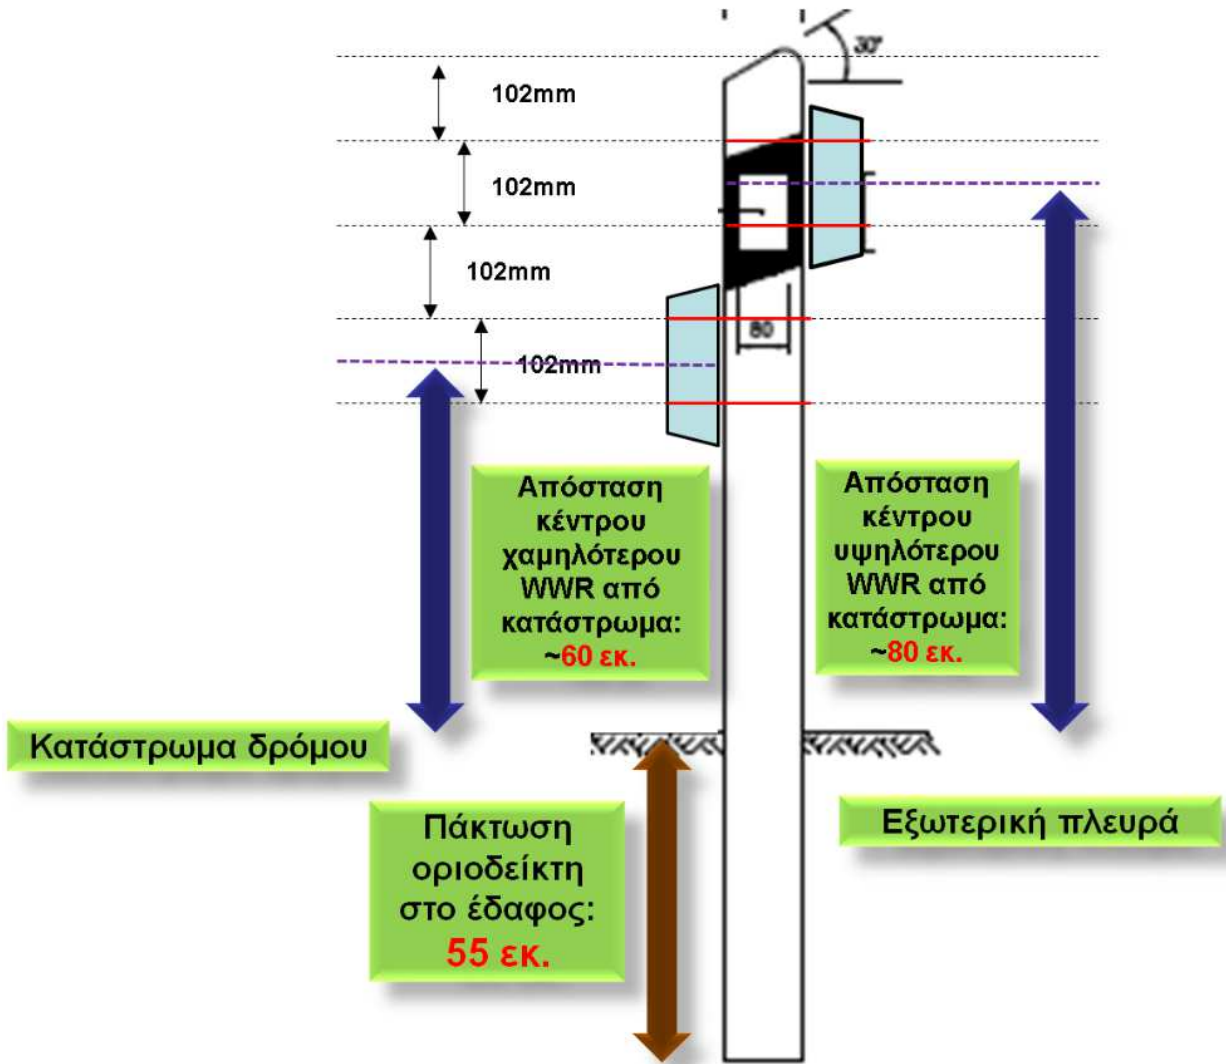 30°
102mm
102mm
102mm
80
102mm
Απόσταση
κέντρου
χαμηλότερου
WWR από
κατάστρωμα:
~60 εκ.
Απόσταση
κέντρου
υψηλότερου
WWR από
κατάστρωμα:
~80 εκ.
Κατάστρωμα δρόμου
Πάκτωση
οριοδείκτη
στο έδαφος:
55 εκ.
Εξωτερική πλευρά